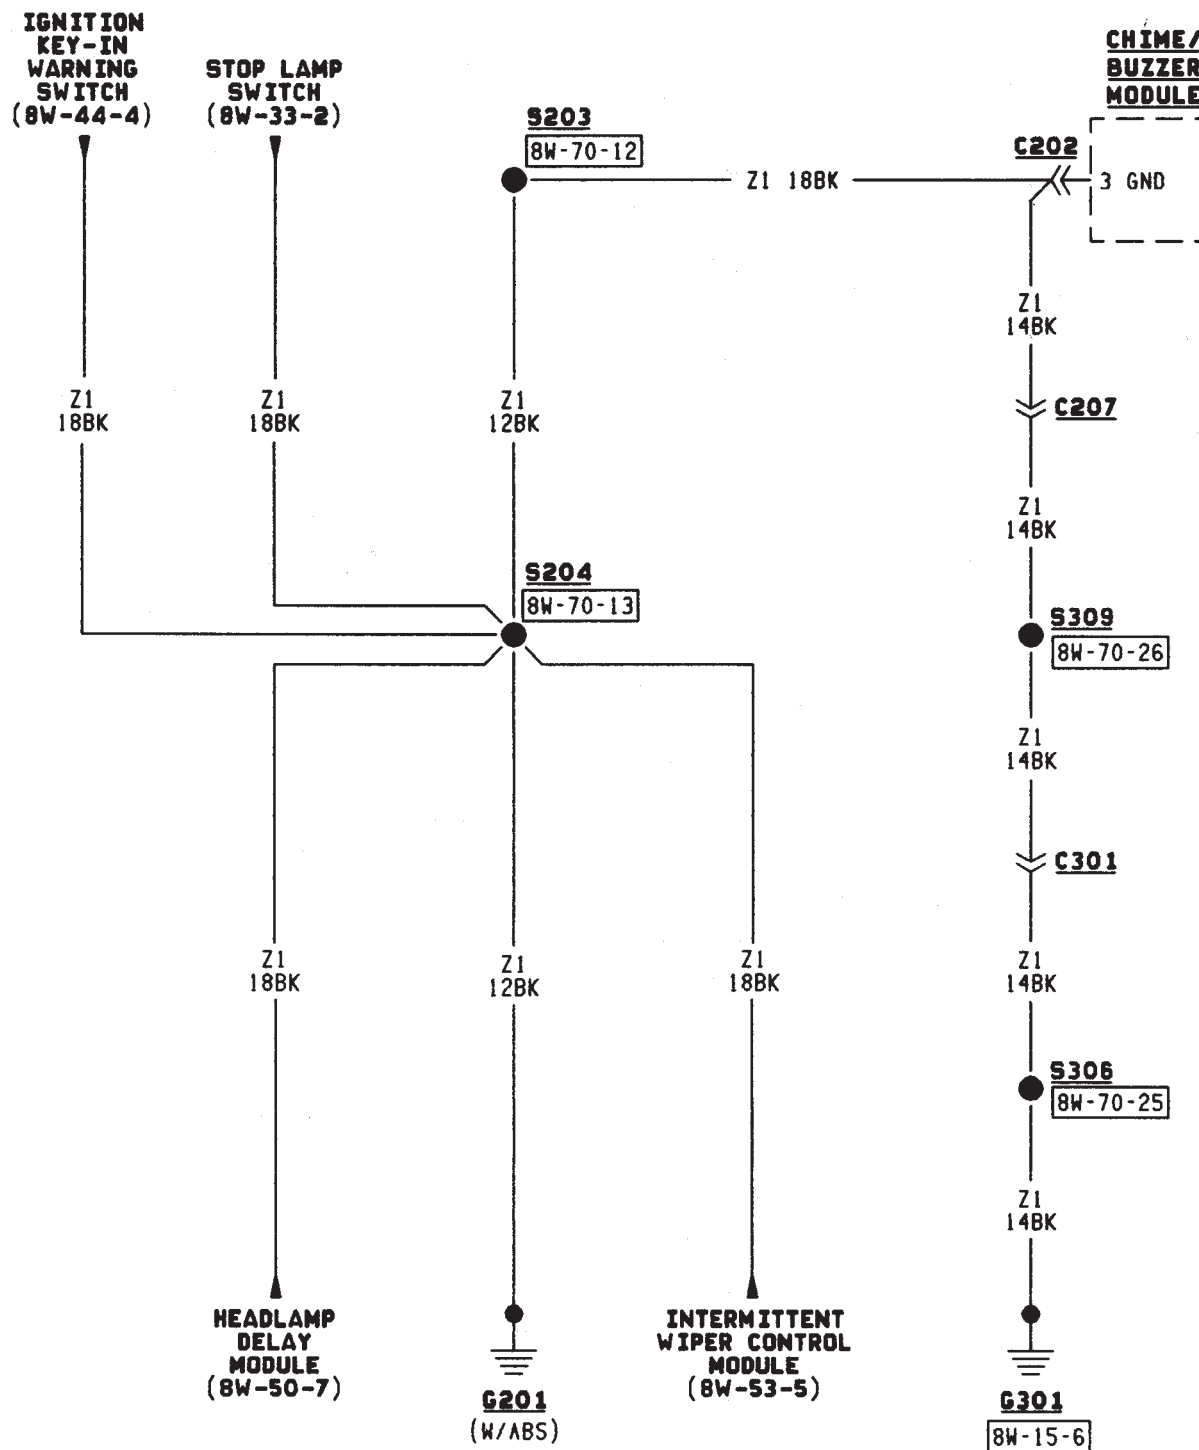 IGNITION
KEY-IN
WARNING
SWITCH
(8W-44-4)
STOP LAMP
SWITCH
(8W-33-2)
S203
8W-70-12
CHIME/
BUZZER
MODULE
C202
Z1 18BK
3 GND
Z1
14BK
Z1
18BK
Z1
18BK
Z1
12BK
C207
Z1
14BK
S204
8W-70-13
S309
8W-70-26
Z1
14BK
C301
Z1
18BK
Z1
12BK
Z1
18BK
Z1
14BK
S306
8W-70-25
Z1
14BK
HEADLAMP
DELAY
MODULE
(8W-50-7)
G201
(W/ABS)
INTERMITTENT
WIPER CONTROL
MODULE
(8W-53-5)
G301
8W-15-6